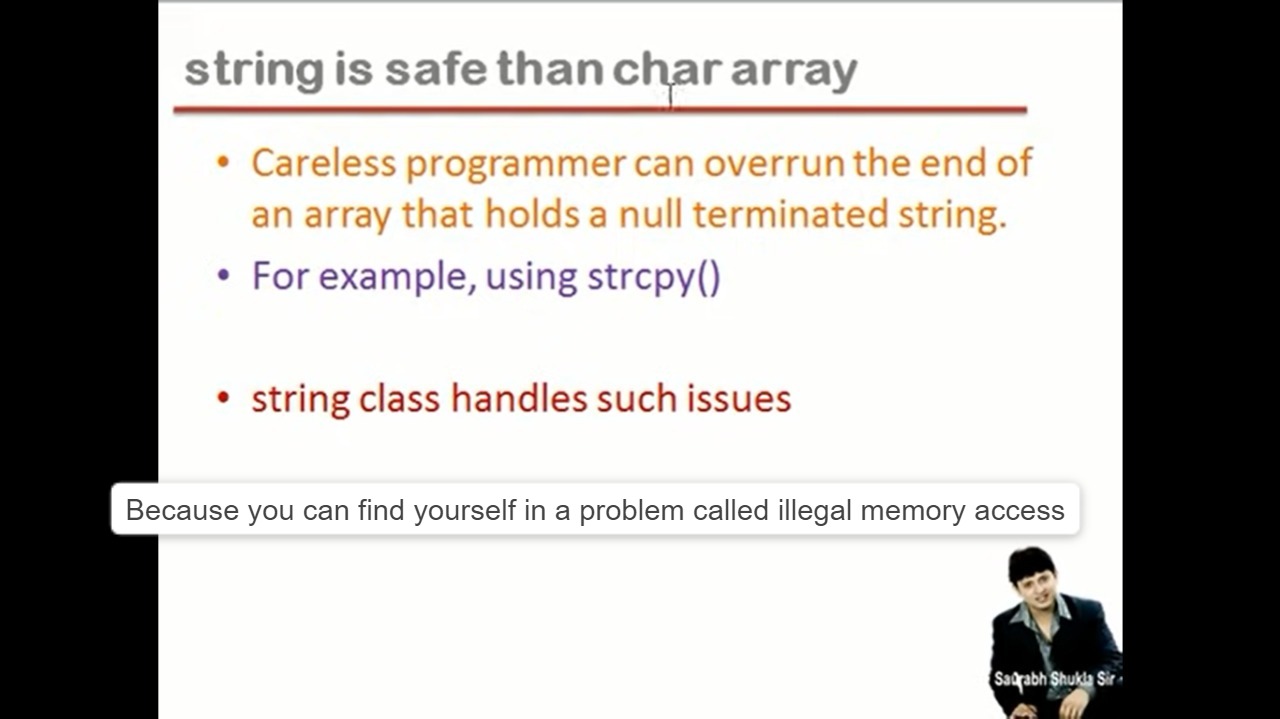 string is safe than char array
• Careless programmer can overrun the end of
an array that holds a null terminated string.
• For example, using strcpy()
• string class handles such issues
Because you can find yourself in a problem called illegal memory access
Saurabh Shukla Sir